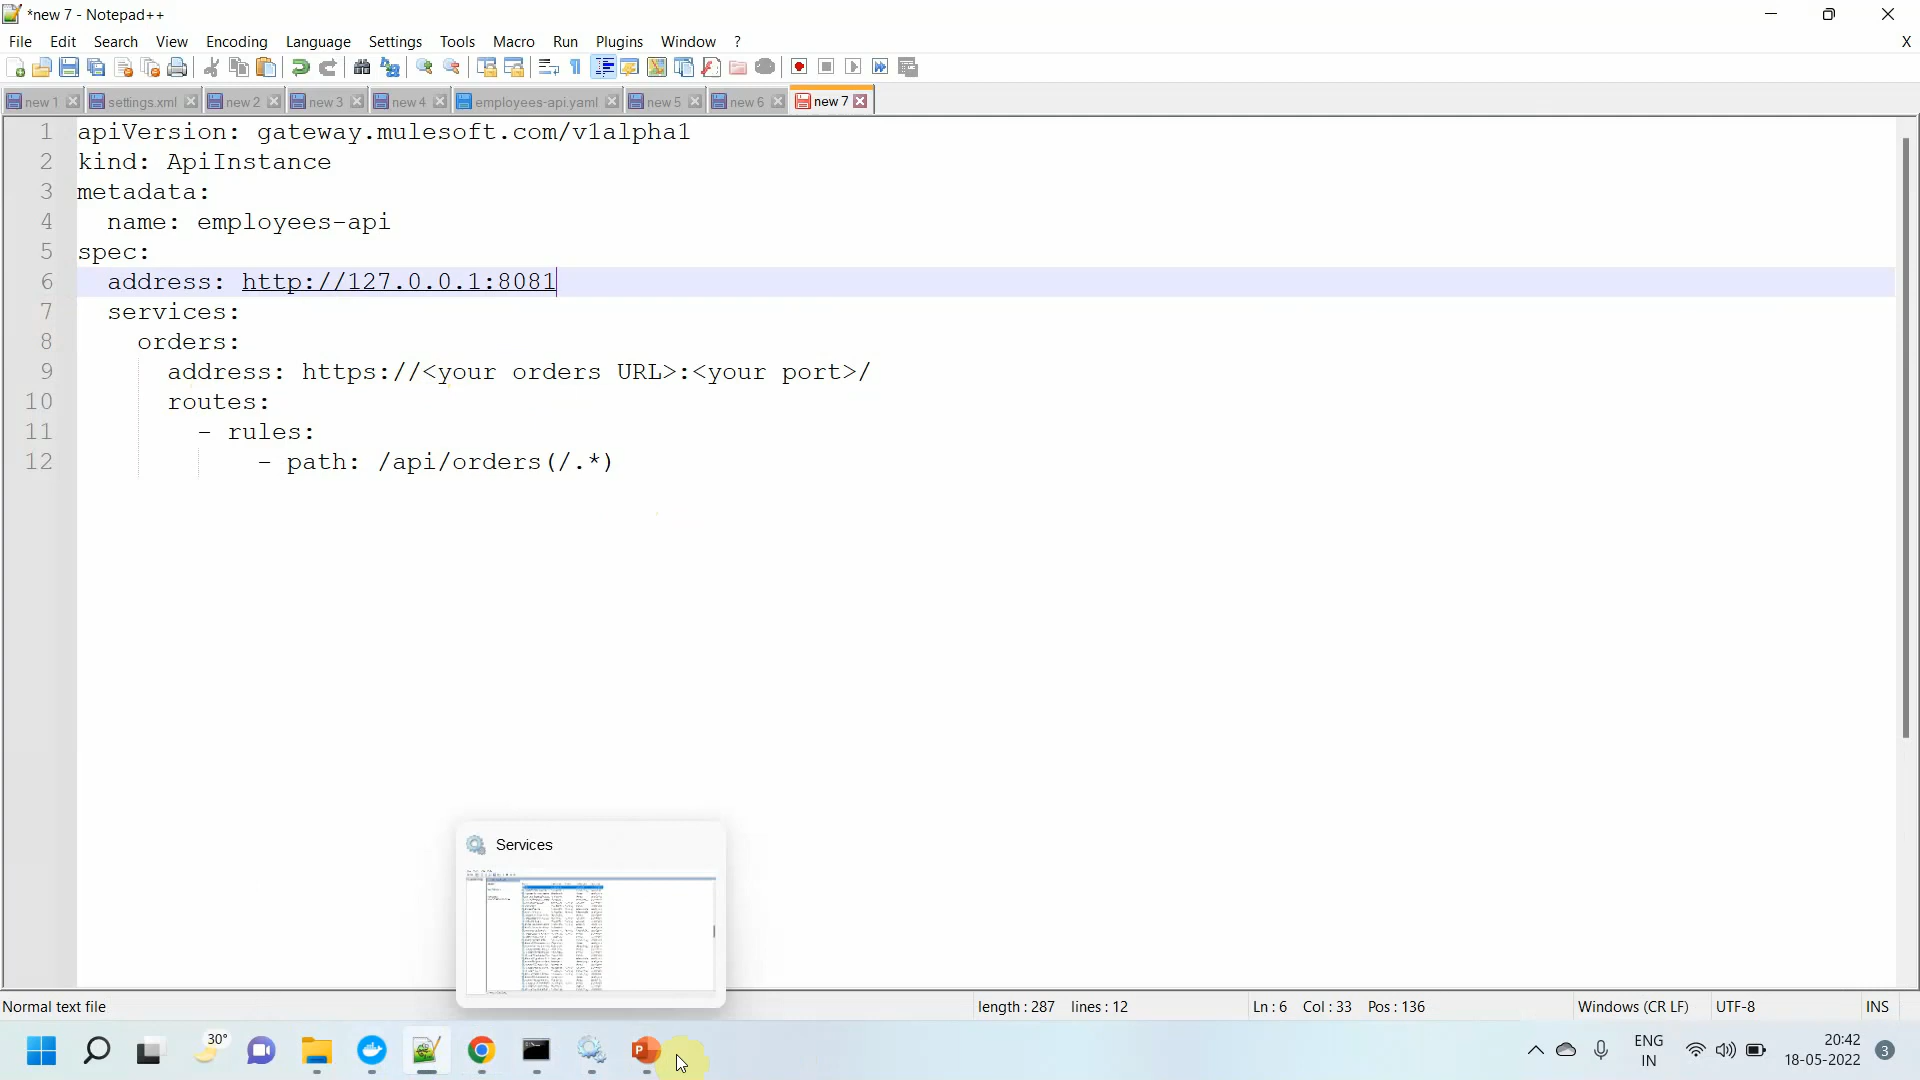 *new 7 - Notepad++
File Edit Search View Encoding Language Settings Tools Macro Run Plugins Window ? X
new 1 settings.xml new 2 new 3 new 4 employees-api.yaml new 5 new 6 new 7
1 apiVersion: gateway.mulesoft.com/v1alpha1
2 kind: ApiInstance
3 metadata:
4 name: employees-api
5 spec:
6 address: http://127.0.0.1:8081
7 services:
8 orders:
9 address: https://<your orders URL>:<your port>/
10 routes:
11 - rules:
12 - path: /api/orders(/.*)
Services
Normal text file length : 287 lines : 12 Ln : 6 Col : 33 Pos : 136 Windows (CR LF) UTF-8 INS
30° ENG 20:42
IN 18-05-2022 3